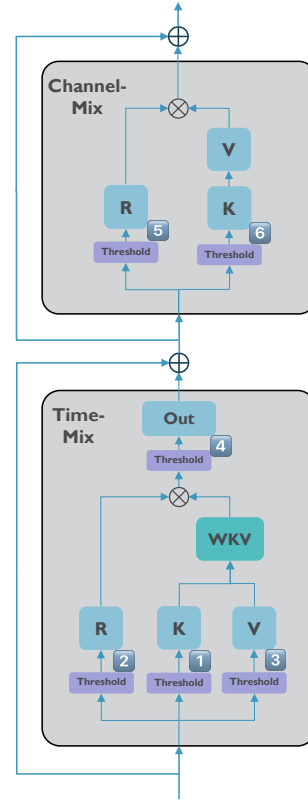 Channel-
Mix
V
R
K
5
6
Threshold
Threshold
Time-
Mix
Out
4
Threshold
WKV
R
K
V
2
1
3
Threshold
Threshold
Threshold